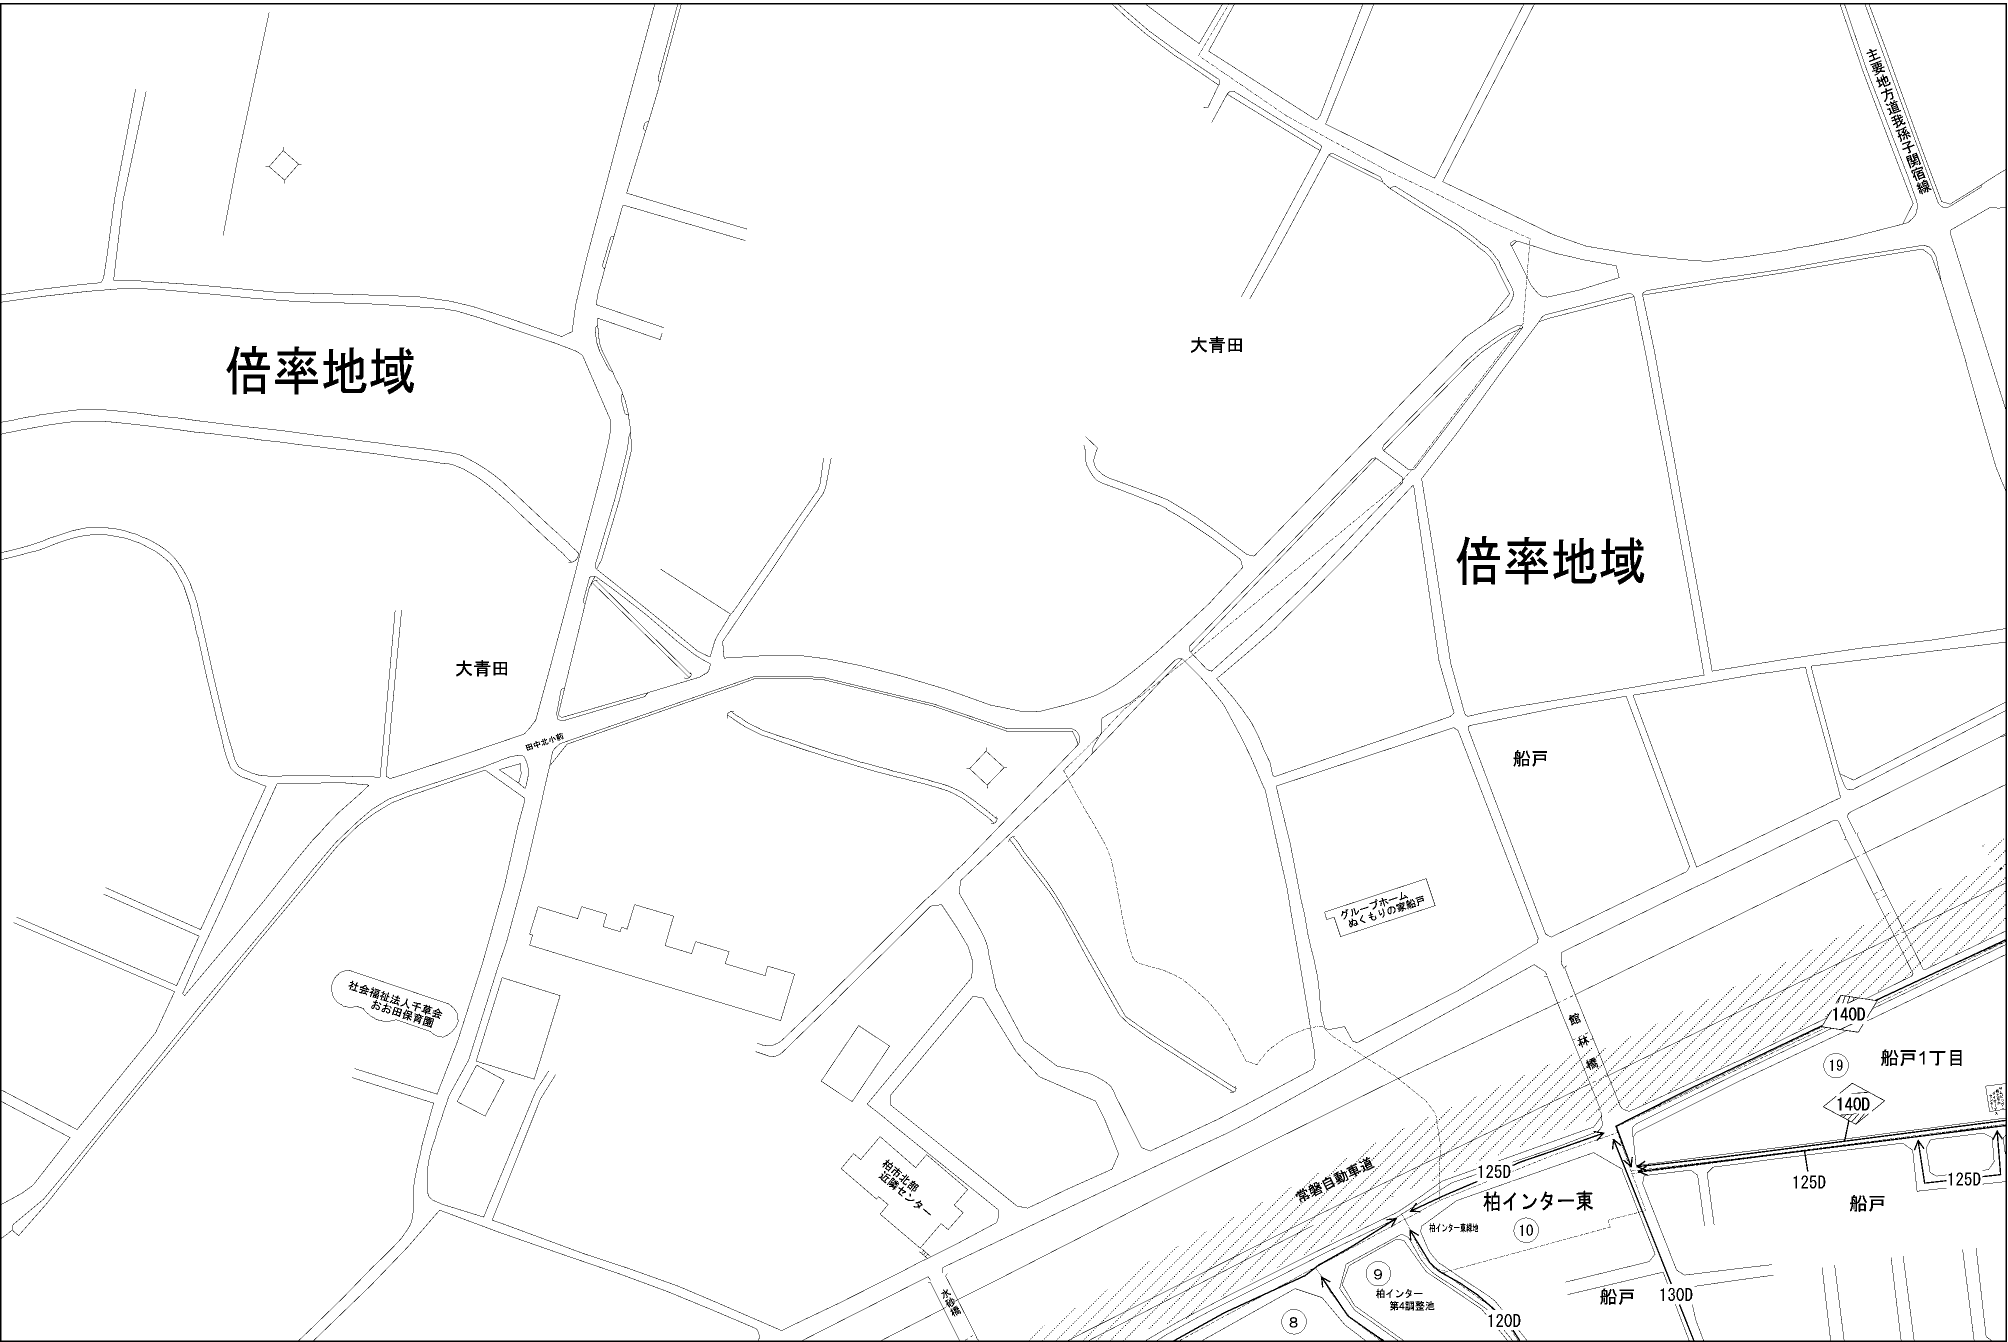 主要地方道我孫子関宿線
倍率地域
大青田
倍率地域
大青田
田中北小前
船戸
グループホーム
ぬくもりの家船戸
社会福祉法人千草会
おお田保育園
館林橋
140D
船戸1丁目
19
140D
柏市北部
近隣センター
常磐自動車道
125D
125D
125D
柏インター東
船戸
柏インター東緑地
10
9
柏インター
第4調整池
水砂橋
船戸
130D
8
120D